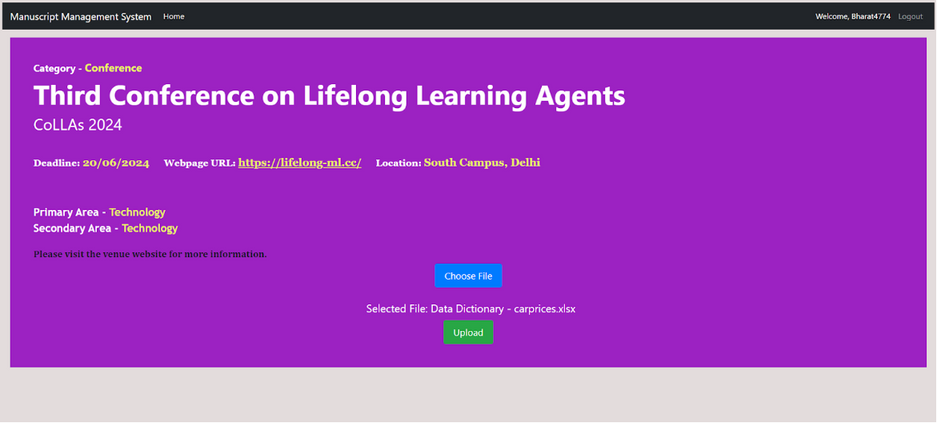 Manuscript Management System Home Welcome, Bharat4774 Logout
Category - Conference
Third Conference on Lifelong Learning Agents
CoLLAs 2024
Deadline: 20/06/2024 Webpage URL: https://lifelong-ml.cc/ Location: South Campus, Delhi
Primary Area - Technology
Secondary Area - Technology
Please visit the venue website for more information.
Choose File
Selected File: Data Dictionary - carprices.xlsx
Upload